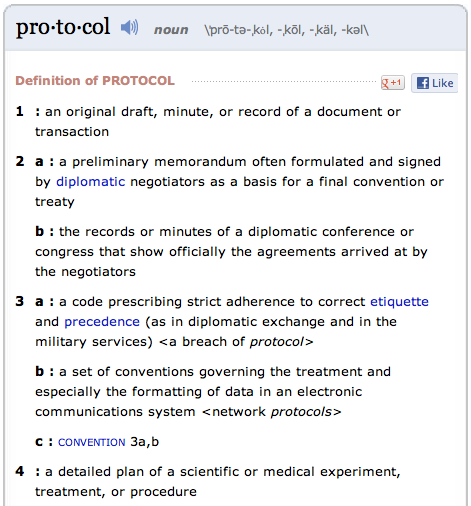 pro·to·col noun \ˈprō-tə-ˌkȯl, -ˌkōl, -ˌkäl, -kəl\
Definition of PROTOCOL g +1 f Like
1 : an original draft, minute, or record of a document or
transaction
2 a : a preliminary memorandum often formulated and signed
by diplomatic negotiators as a basis for a final convention or
treaty
b : the records or minutes of a diplomatic conference or
congress that show officially the agreements arrived at by
the negotiators
3 a : a code prescribing strict adherence to correct etiquette
and precedence (as in diplomatic exchange and in the
military services) <a breach of protocol>
b : a set of conventions governing the treatment and
especially the formatting of data in an electronic
communications system <network protocols>
c : CONVENTION 3a,b
4 : a detailed plan of a scientific or medical experiment,
treatment, or procedure